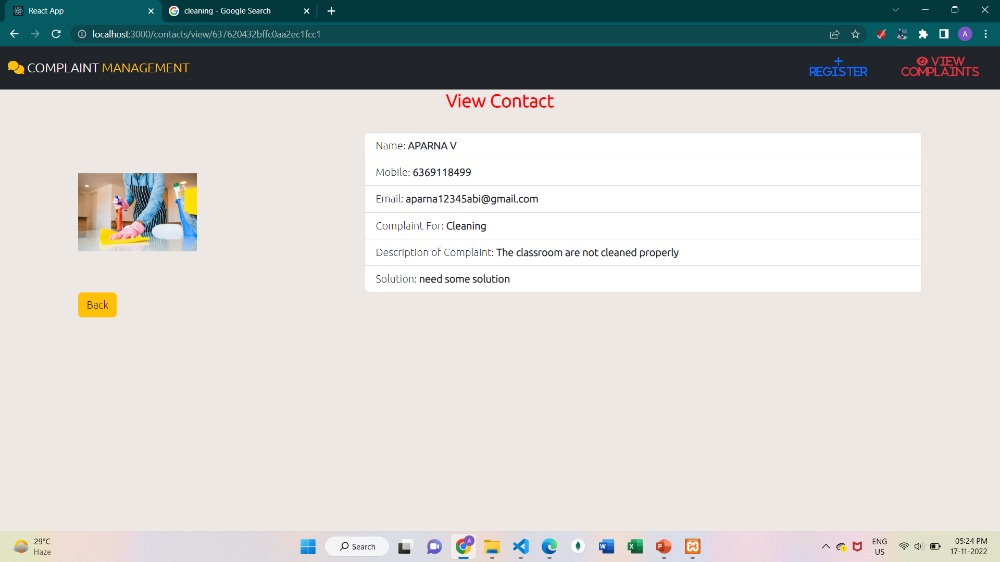 React App
cleaning - Google Search
localhost:3000/contacts/view/637620432bffc0aa2ec1fcc1
A
COMPLAINT MANAGEMENT
REGISTER
VIEW
COMPLAINTS
View Contact
Name: APARNA V
Mobile: 6369118499
Email: aparna12345abi@gmail.com
Complaint For: Cleaning
Description of Complaint: The classroom are not cleaned properly
Solution: need some solution
Back
29°C
Haze
Search
A
ENG
US
05:24 PM
17-11-2022